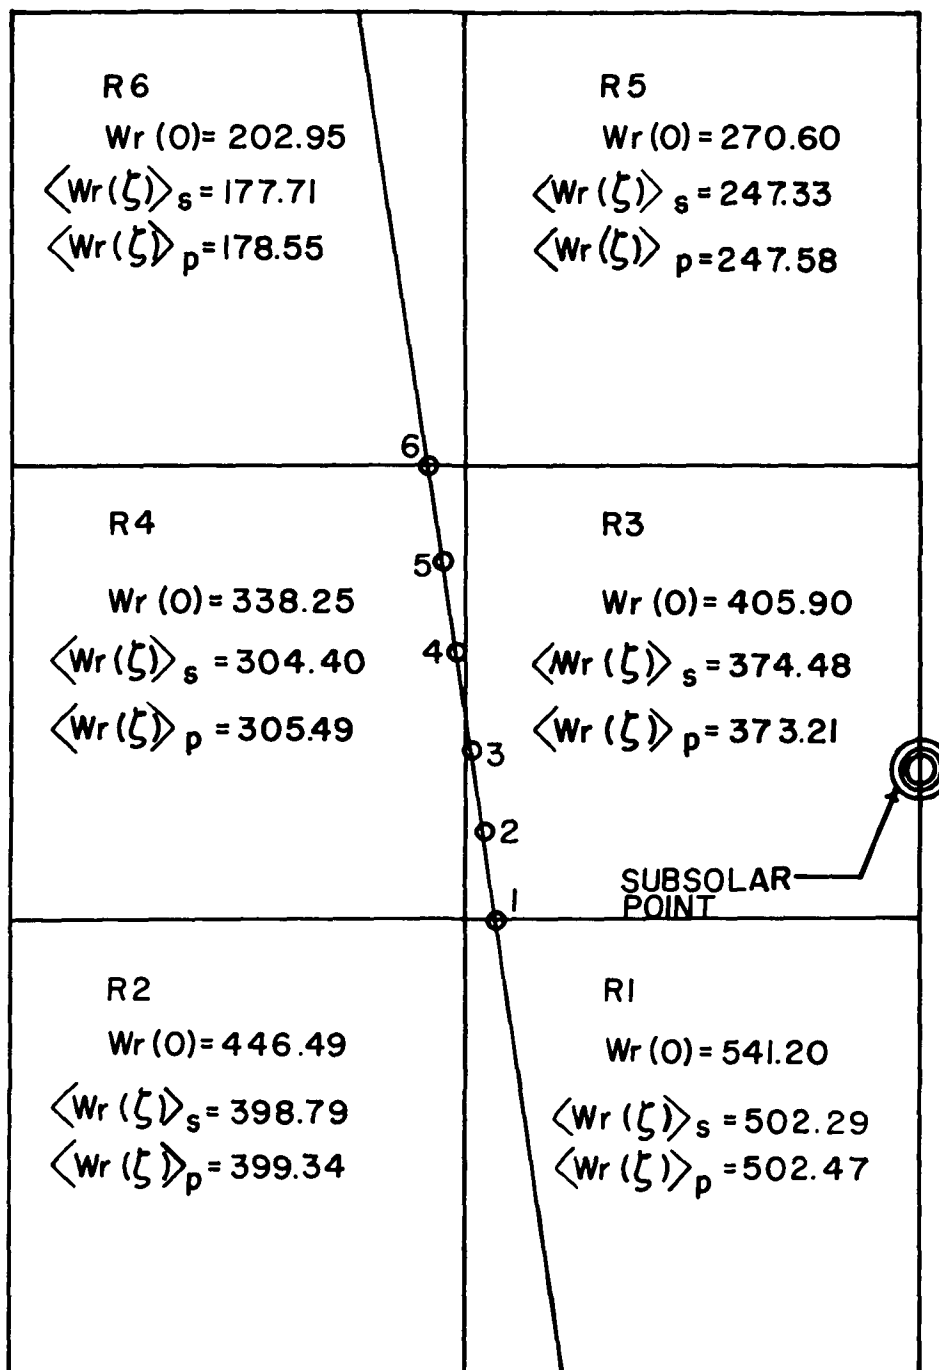 R6
Wr (0)= 202.95
⟨Wr(ζ)⟩s = 177.71
⟨Wr(ζ)⟩p = 178.55
R5
Wr (0) = 270.60
⟨Wr(ζ)⟩s = 247.33
⟨Wr(ζ)⟩p = 247.58
6
R4
Wr (0) = 338.25
⟨Wr(ζ)⟩s = 304.40
⟨Wr(ζ)⟩p = 305.49
5
4
R3
Wr (0) = 405.90
⟨Wr(ζ)⟩s = 374.48
⟨Wr(ζ)⟩p = 373.21
3
2
SUBSOLAR
POINT
1
R2
Wr (0) = 446.49
⟨Wr(ζ)⟩s = 398.79
⟨Wr(ζ)⟩p = 399.34
R1
Wr (0) = 541.20
⟨Wr(ζ)⟩s = 502.29
⟨Wr(ζ)⟩p = 502.47